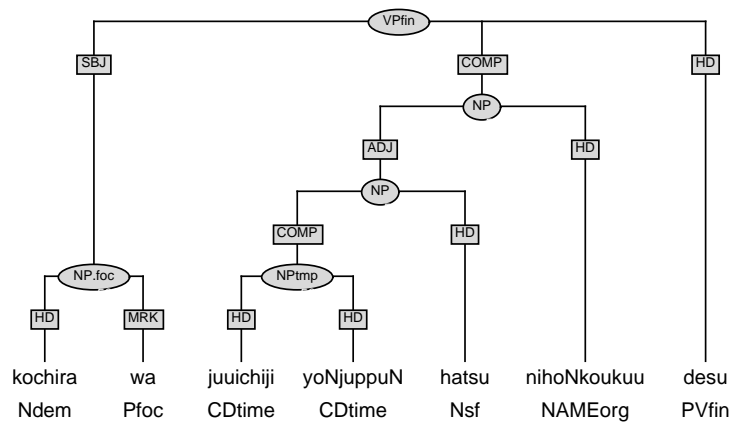 VPfin
SBJ COMP HD
NP
ADJ HD
NP
COMP HD
NP.foc NPtmp
HD MRK HD HD
kochira wa juuichiji yoNjuppuN hatsu nihoNkoukuu desu
Ndem Pfoc CDtime CDtime Nsf NAMEorg PVfin